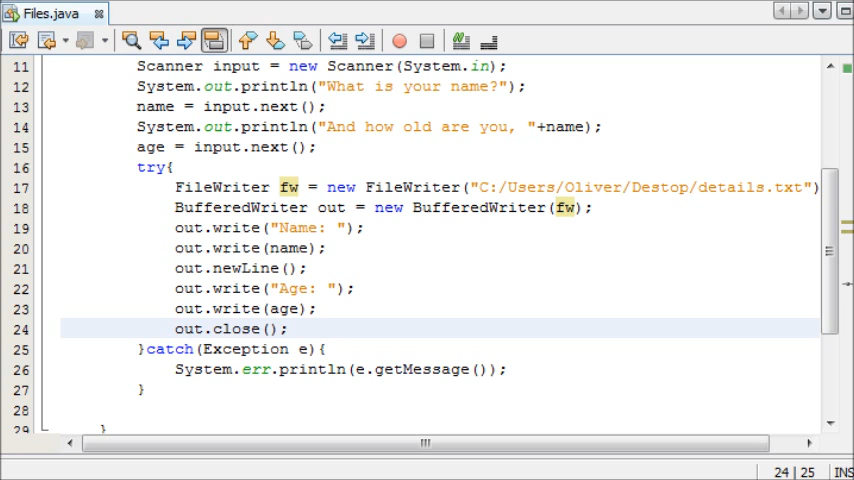 Files.java
11 Scanner input = new Scanner(System.in);
12 System.out.println("What is your name?");
13 name = input.next();
14 System.out.println("And how old are you, "+name);
15 age = input.next();
16 try{
17 FileWriter fw = new FileWriter("C:/Users/Oliver/Destop/details.txt")
18 BufferedWriter out = new BufferedWriter(fw);
19 out.write("Name: ");
20 out.write(name);
21 out.newLine();
22 out.write("Age: ");
23 out.write(age);
24 out.close();
25 }catch(Exception e){
26 System.err.println(e.getMessage());
27 }
28
29 }
24 | 25 INS